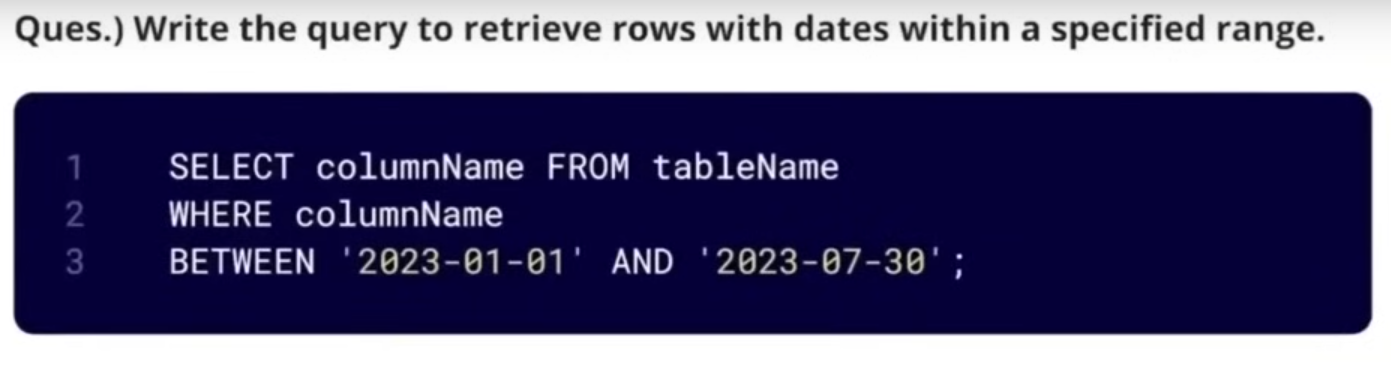 Ques.) Write the query to retrieve rows with dates within a specified range.
1 SELECT columnName FROM tableName
2 WHERE columnName
3 BETWEEN '2023-01-01' AND '2023-07-30';